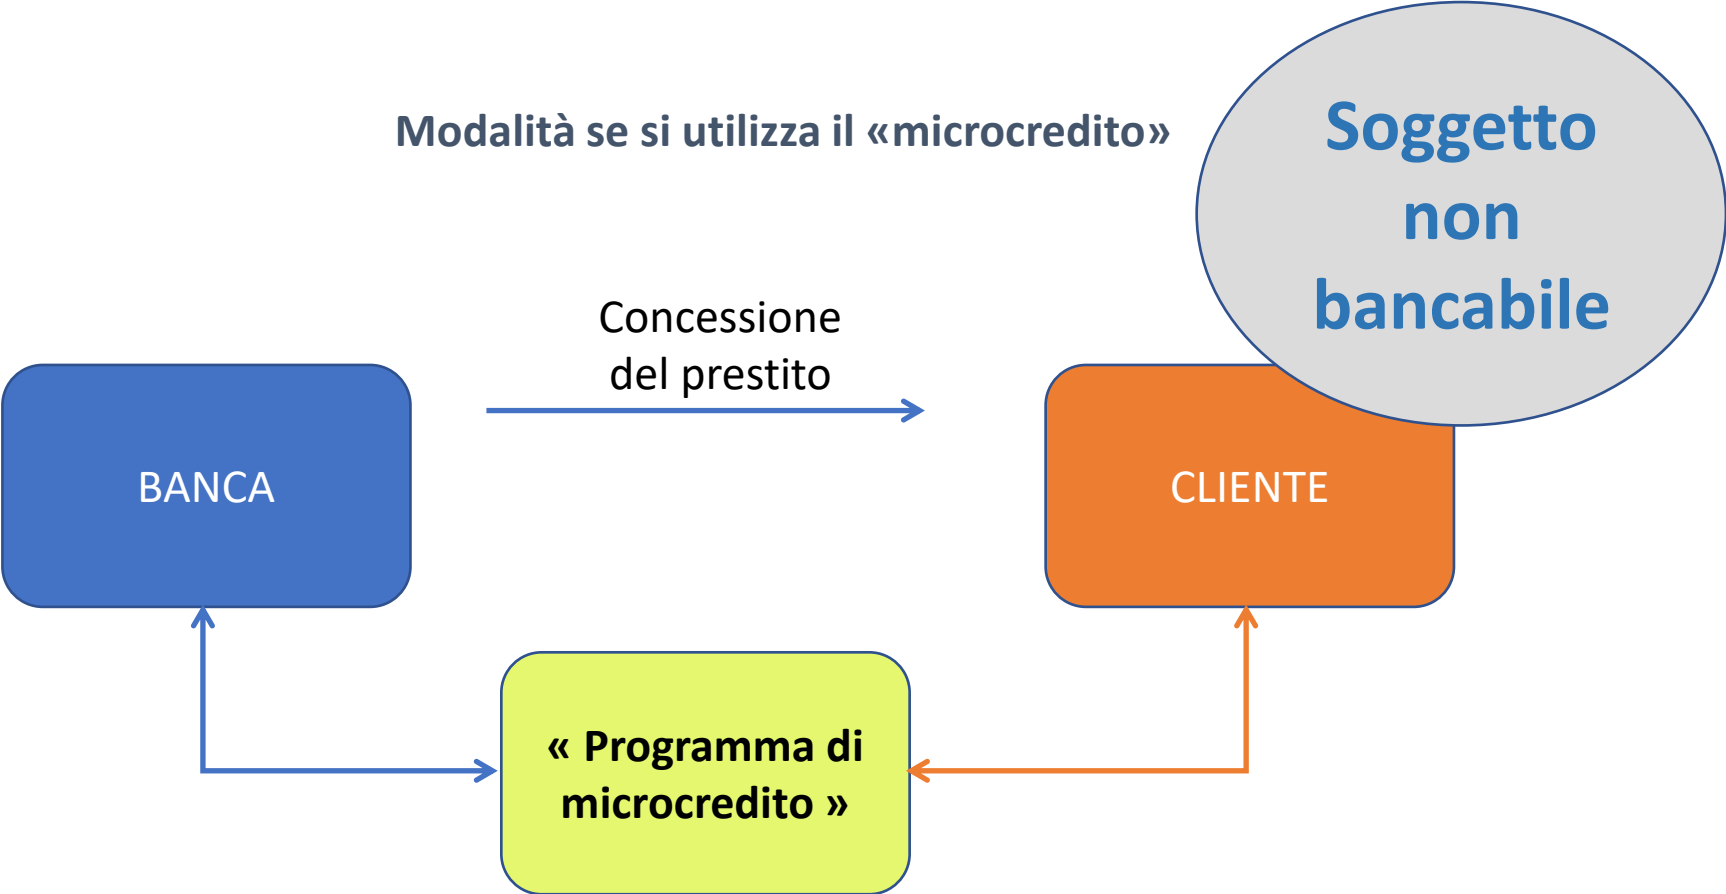 Modalità se si utilizza il «microcredito»
Soggetto
non
bancabile
Concessione
del prestito
BANCA
CLIENTE
« Programma di
microcredito »